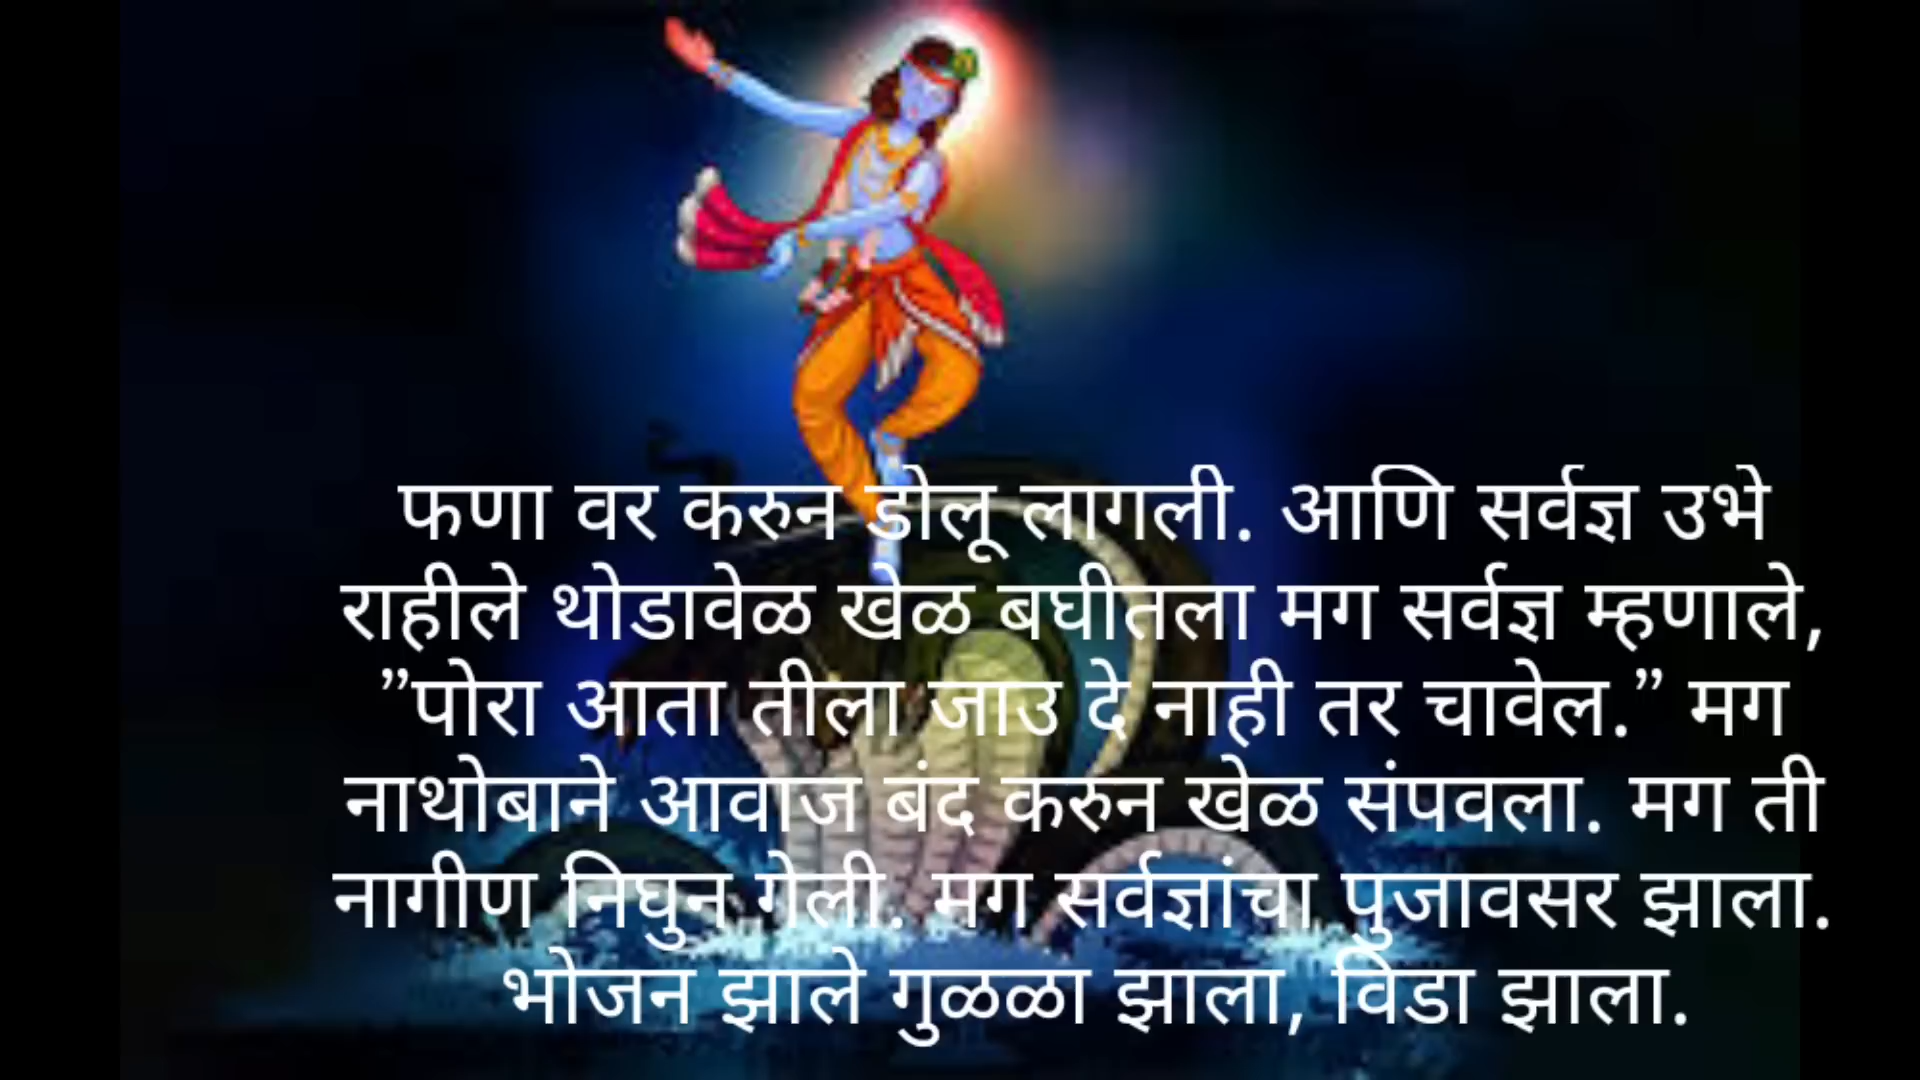 फणा वर करुन डोलू लागली. आणि सर्वज्ञ उभे
राहीले थोडावेळ खेळ बघीतला मग सर्वज्ञ म्हणाले,
”पोरा आता तीला जाउ दे नाही तर चावेल.” मग
नाथोबाने आवाज बंद करुन खेळ संपवला. मग ती
नागीण निघुन गेली. मग सर्वज्ञांचा पुजावसर झाला.
भोजन झाले गुळळा झाला, विडा झाला.